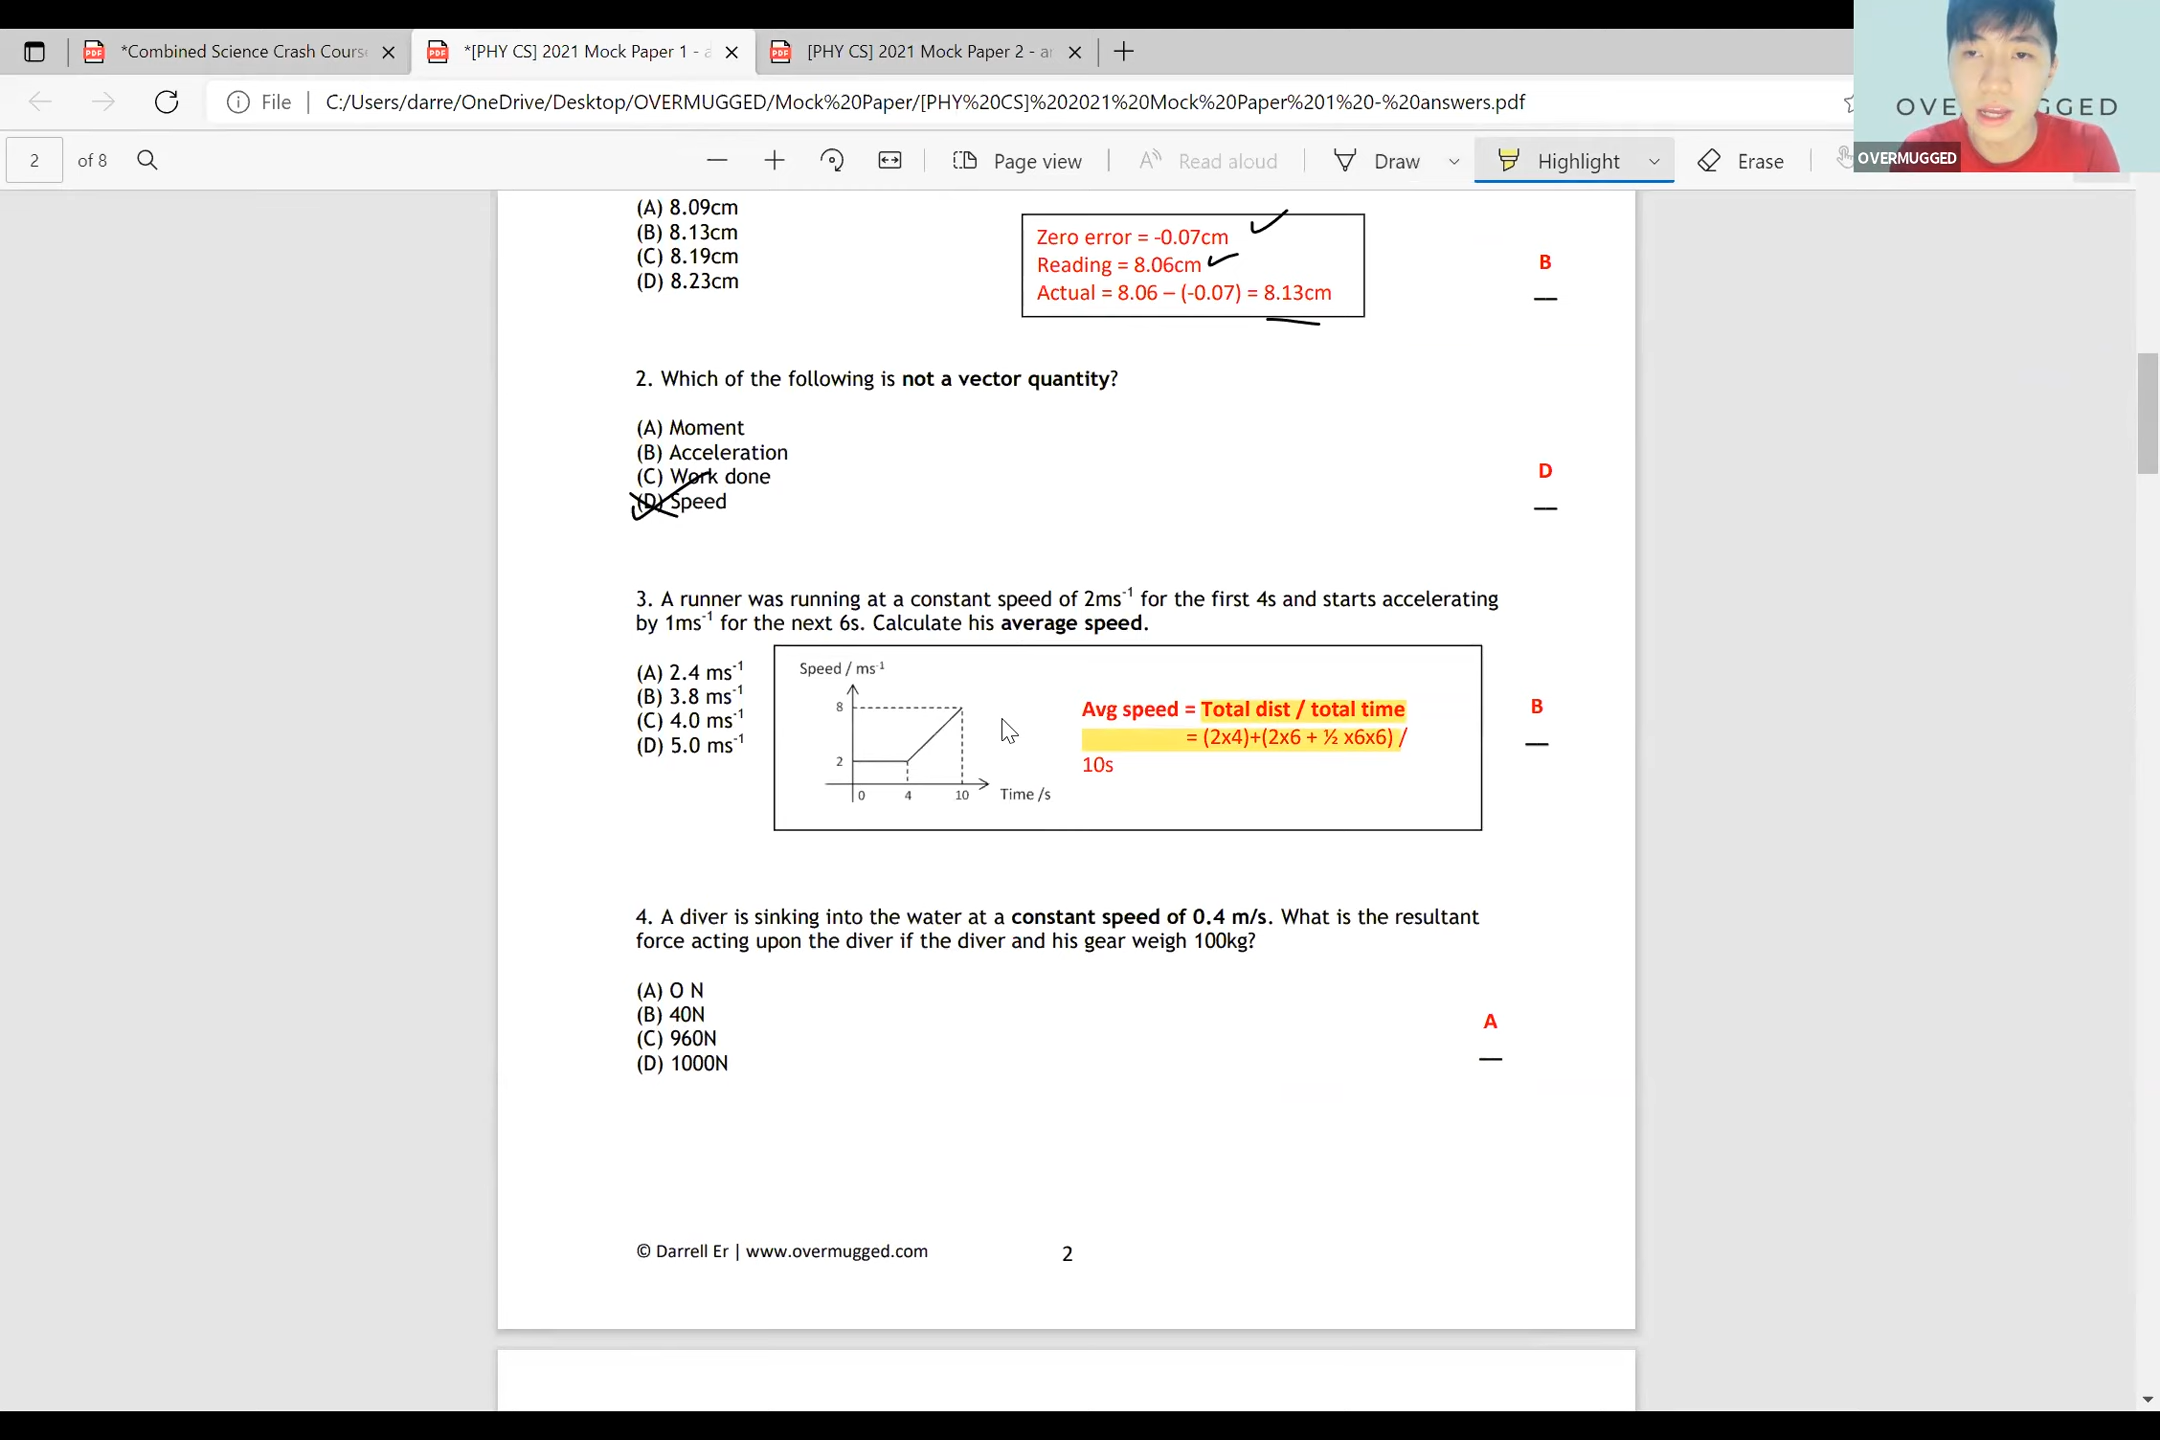 *Combined Science Crash Cours
*[PHY CS] 2021 Mock Paper 1 - a
[PHY CS] 2021 Mock Paper 2 - a
File
C:/Users/darre/OneDrive/Desktop/OVERMUGGED/Mock%20Paper/[PHY%20CS]%202021%20Mock%20Paper%201%20-%20answers.pdf
OVE GGED
OVERMUGGED
2 of 8
Page view
Read aloud
Draw
Highlight
Erase
(A) 8.09cm
(B) 8.13cm
(C) 8.19cm
(D) 8.23cm
Zero error = -0.07cm
Reading = 8.06cm
Actual = 8.06 – (-0.07) = 8.13cm
B
2. Which of the following is not a vector quantity?
(A) Moment
(B) Acceleration
(C) Work done
(D) Speed
D
3. A runner was running at a constant speed of 2ms⁻¹ for the first 4s and starts accelerating
by 1ms⁻¹ for the next 6s. Calculate his average speed.
(A) 2.4 ms⁻¹
(B) 3.8 ms⁻¹
(C) 4.0 ms⁻¹
(D) 5.0 ms⁻¹
Speed / ms⁻¹
8
2
0 4 10 Time /s
Avg speed = Total dist / total time
= (2x4)+(2x6 + ½ x6x6) /
10s
B
4. A diver is sinking into the water at a constant speed of 0.4 m/s. What is the resultant
force acting upon the diver if the diver and his gear weigh 100kg?
(A) 0 N
(B) 40N
(C) 960N
(D) 1000N
A
© Darrell Er | www.overmugged.com
2